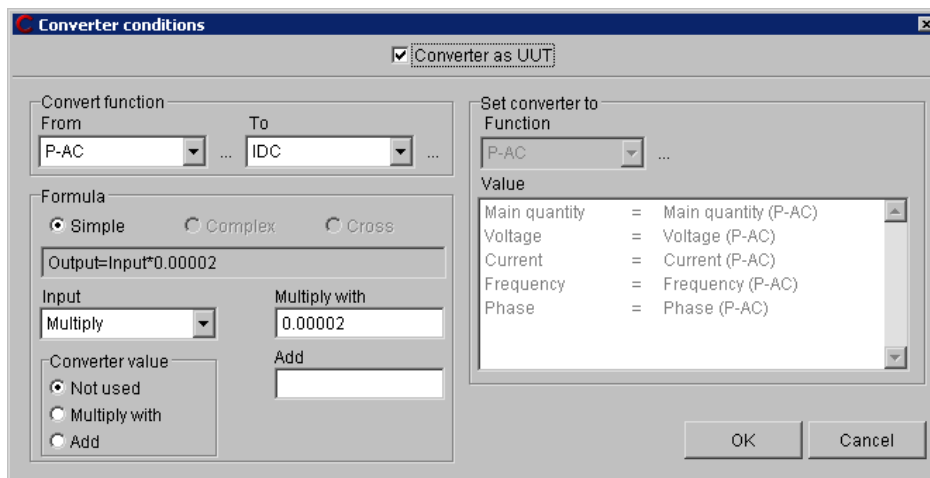 Converter conditions
Converter as UUT
Convert function
From To
P-AC ... IDC ...
Formula
Simple Complex Cross
Output=Input*0.00002
Input Multiply with
Multiply 0.00002
Converter value Add
Not used
Multiply with
Add
Set converter to
Function
P-AC ...
Value
Main quantity = Main quantity (P-AC)
Voltage = Voltage (P-AC)
Current = Current (P-AC)
Frequency = Frequency (P-AC)
Phase = Phase (P-AC)
OK Cancel